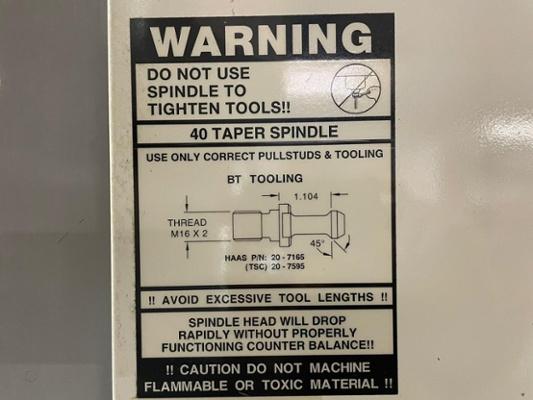 WARNING
DO NOT USE
SPINDLE TO
TIGHTEN TOOLS!!
40 TAPER SPINDLE
USE ONLY CORRECT PULLSTUDS & TOOLING
BT TOOLING
1.104
THREAD
M16 X 2
45°
HAAS P/N: 20 - 7165
(TSC) 20 - 7595
!! AVOID EXCESSIVE TOOL LENGTHS !!
SPINDLE HEAD WILL DROP
RAPIDLY WITHOUT PROPERLY
FUNCTIONING COUNTER BALANCE!!
!! CAUTION DO NOT MACHINE
FLAMMABLE OR TOXIC MATERIAL !!